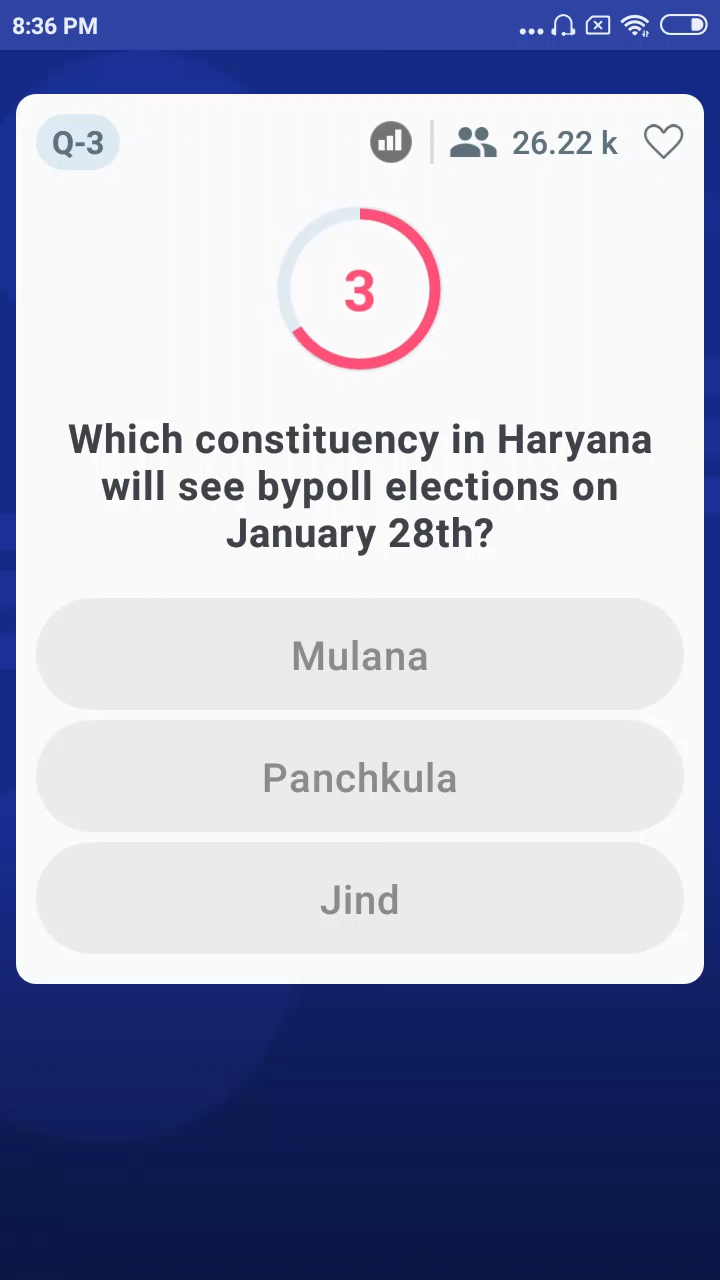 8:36 PM
Q-3
26.22 k
3
Which constituency in Haryana
will see bypoll elections on
January 28th?
Mulana
Panchkula
Jind